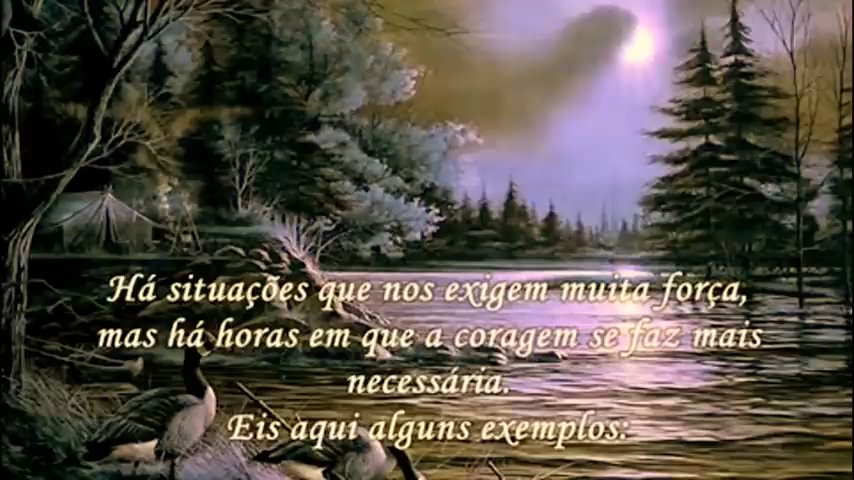 Há situações que nos exigem muita força,
mas há horas em que a coragem se faz mais
necessária.
Eis aqui alguns exemplos: